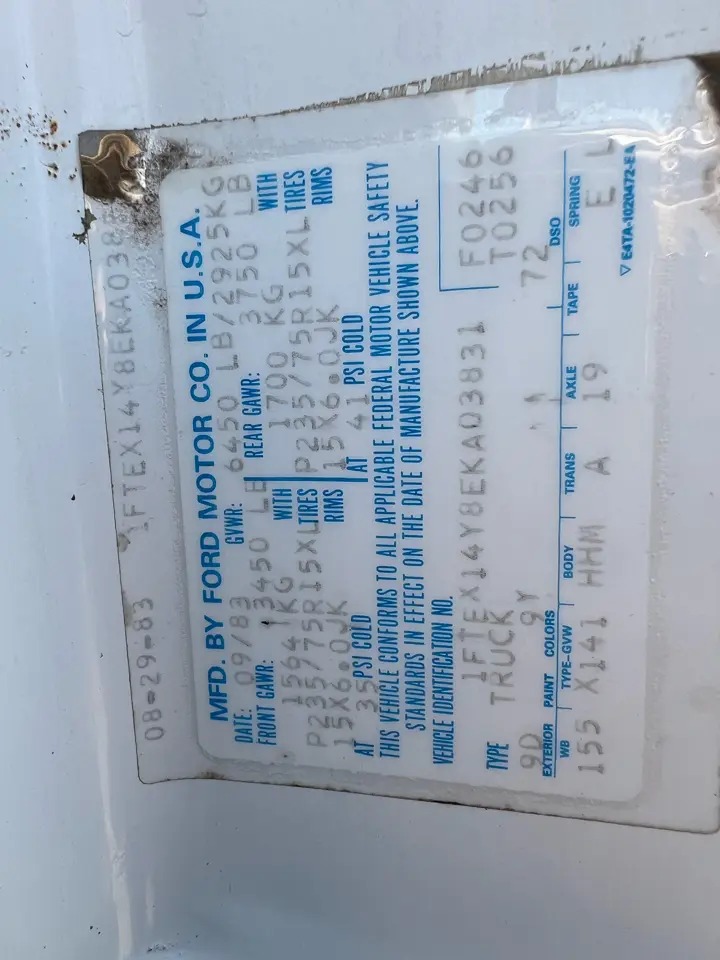 08-29-83 1FTEX14Y8EKA0383
MFD. BY FORD MOTOR CO. IN U.S.A.
DATE: 09/83 GVWR: 6450 LB/2925KG
FRONT GAWR: 3450 LB REAR GAWR: 3750 LB
1564 KG WITH 1700 KG WITH
P235/75R15XL TIRES P235/75R15XL TIRES
15X6.0JK RIMS 15X6.0JK RIMS
AT 35 PSI COLD AT 41 PSI COLD
THIS VEHICLE CONFORMS TO ALL APPLICABLE FEDERAL MOTOR VEHICLE SAFETY
STANDARDS IN EFFECT ON THE DATE OF MANUFACTURE SHOWN ABOVE.
VEHICLE IDENTIFICATION NO.
1FTEX14Y8EKA03831 F0246
TYPE TRUCK T0256
9D 9Y 72
EXTERIOR PAINT COLORS DSO
WB TYPE-GVW BODY TRANS AXLE TAPE SPRING
155 X141 HHM A 19 E L
▽ E4TA-1020472-EA